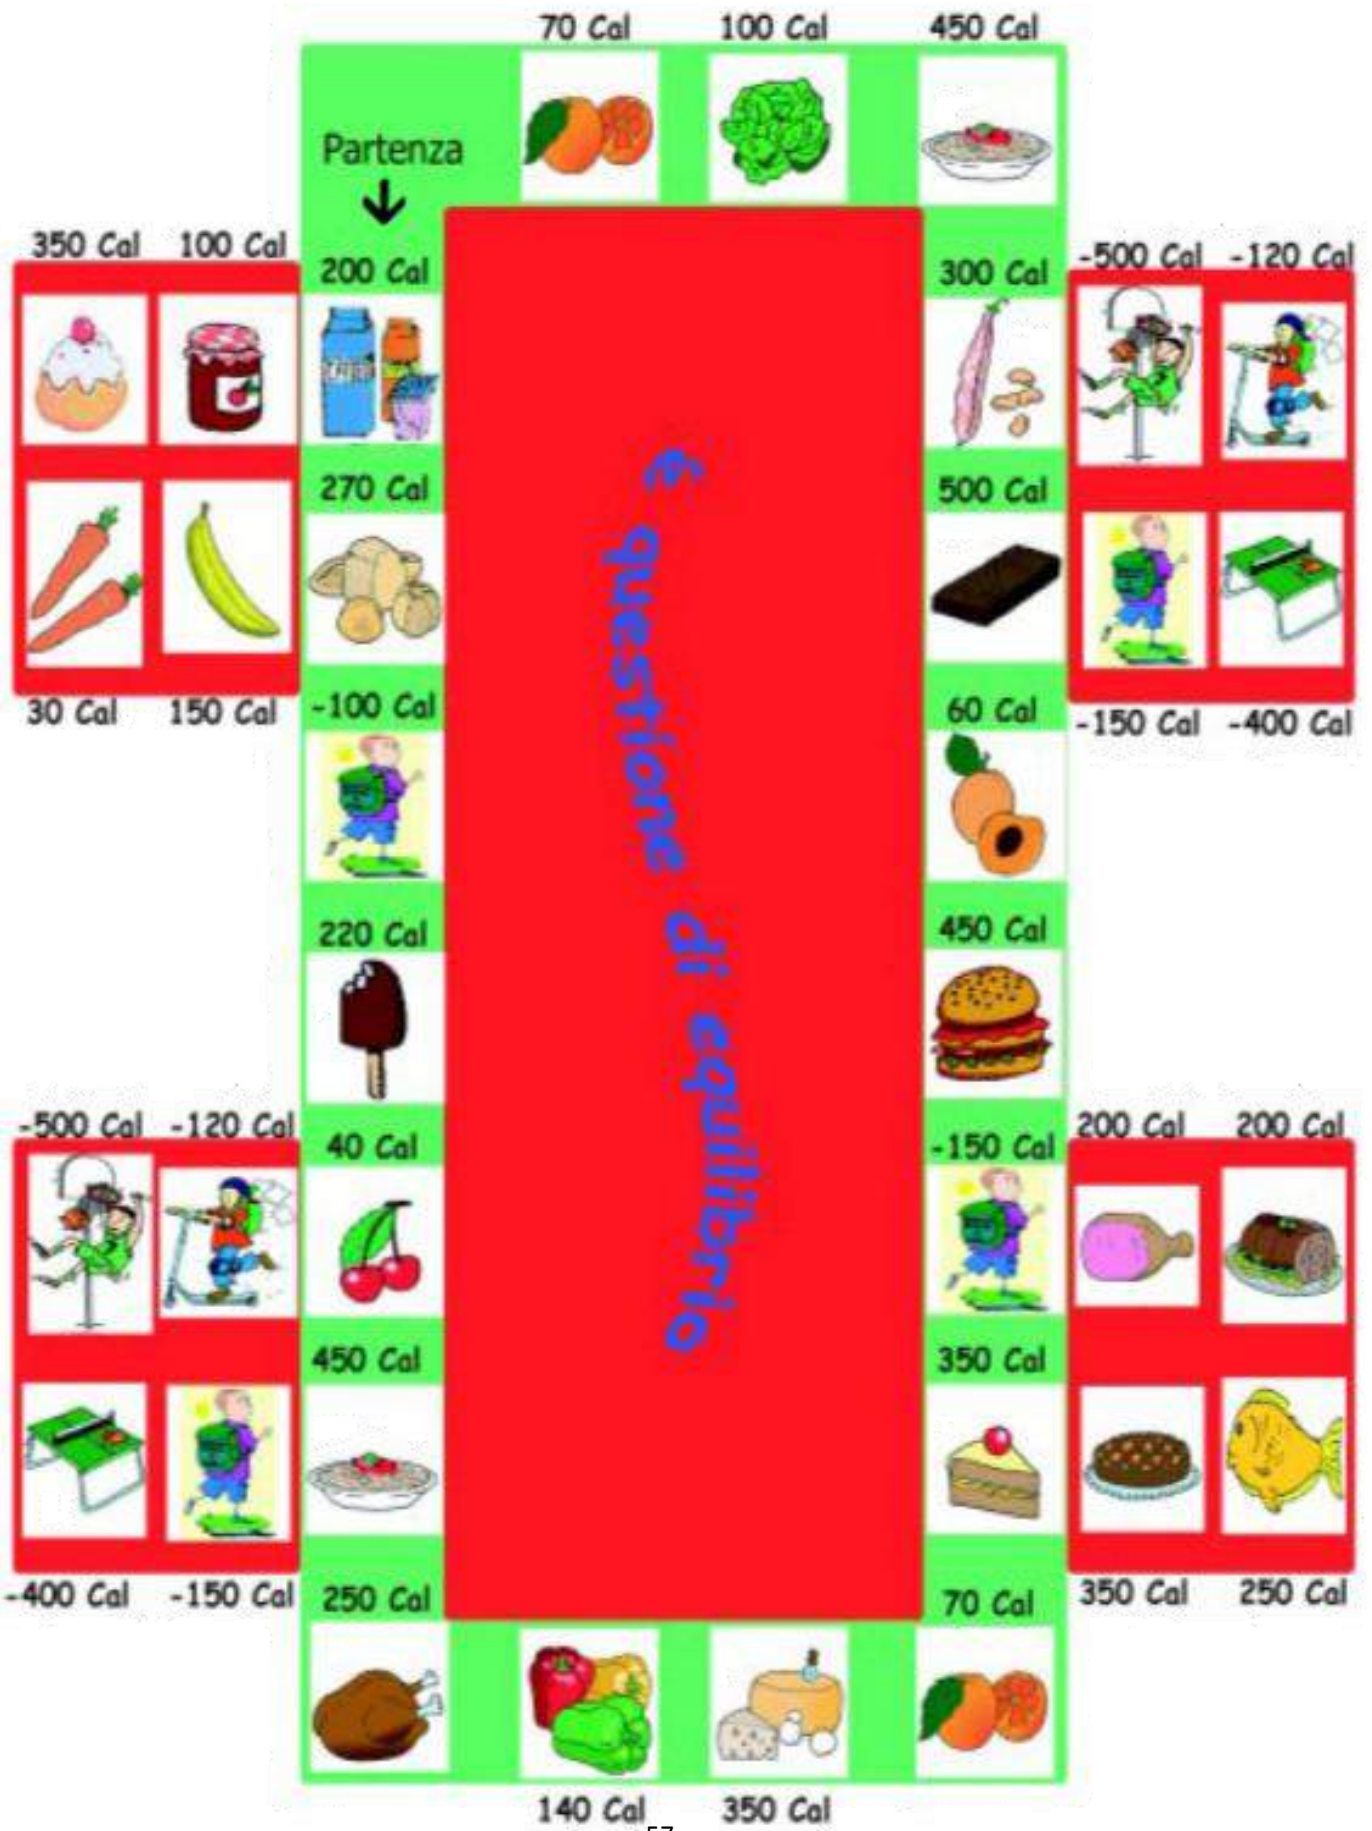 70 Cal 100 Cal 450 Cal
Partenza
350 Cal 100 Cal 200 Cal 300 Cal -500 Cal -120 Cal
270 Cal 500 Cal
30 Cal 150 Cal -100 Cal 60 Cal -150 Cal -400 Cal
220 Cal 450 Cal
-500 Cal -120 Cal 40 Cal -150 Cal 200 Cal 200 Cal
450 Cal 350 Cal
-400 Cal -150 Cal 250 Cal 70 Cal 350 Cal 250 Cal
140 Cal 350 Cal
È questione di equilibrio
57